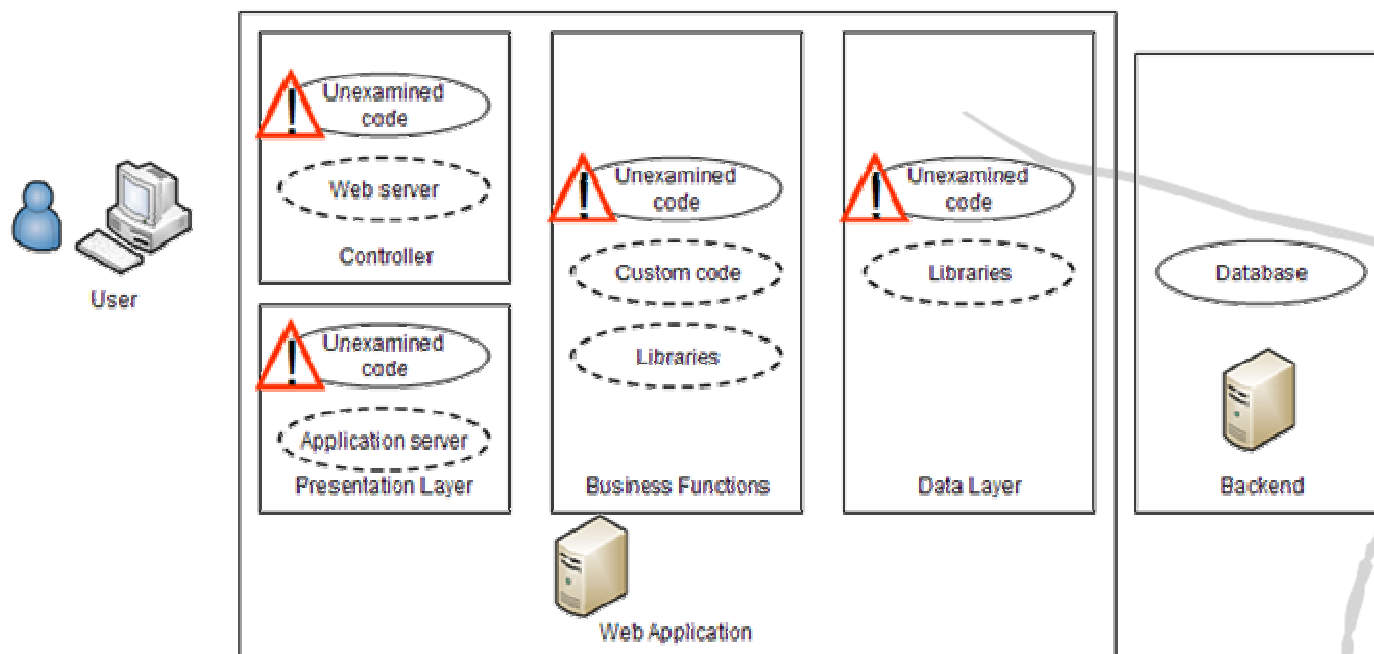 User
Unexamined
code
Web server
Controller
Unexamined
code
Application server
Presentation Layer
Unexamined
code
Custom code
Libraries
Business Functions
Unexamined
code
Libraries
Data Layer
Web Application
Database
Backend